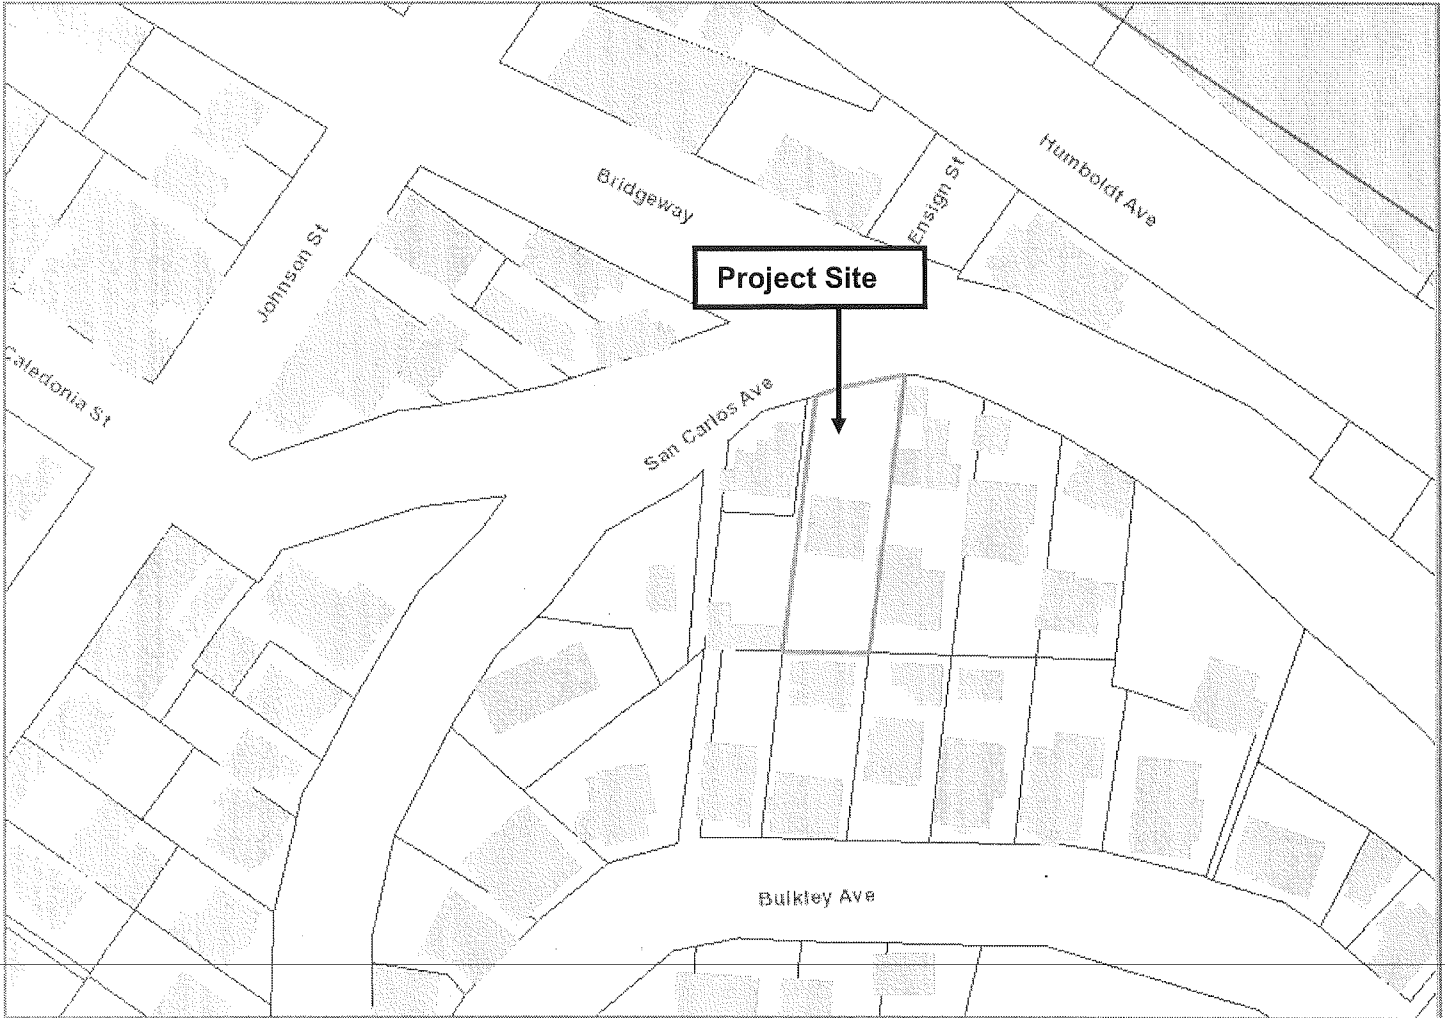 Humboldt Ave
Bridgeway
Ensign St
Johnson St
Project Site
Caledonia St
San Carlos Ave
Bulkley Ave